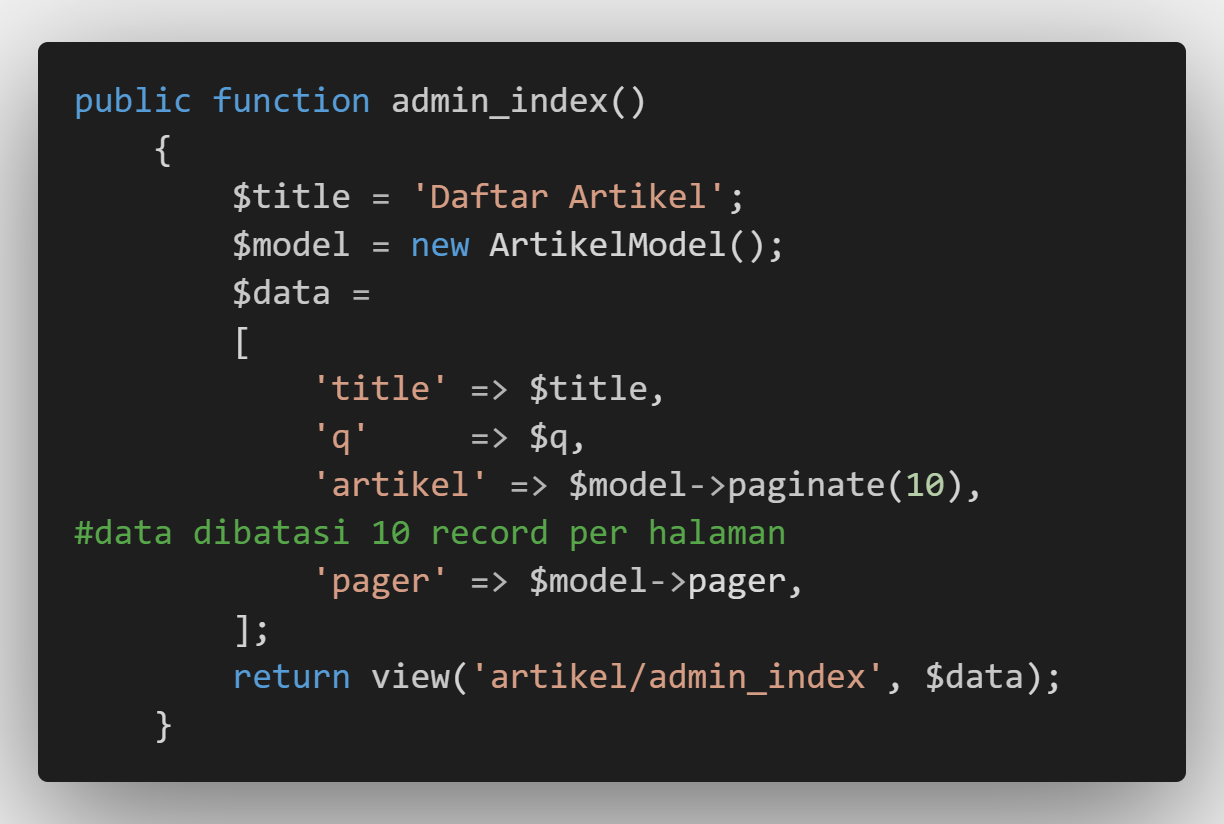 public function admin_index()
    {
        $title = 'Daftar Artikel';
        $model = new ArtikelModel();
        $data =
        [
            'title' => $title,
            'q'     => $q,
            'artikel' => $model->paginate(10),
#data dibatasi 10 record per halaman
            'pager' => $model->pager,
        ];
        return view('artikel/admin_index', $data);
    }